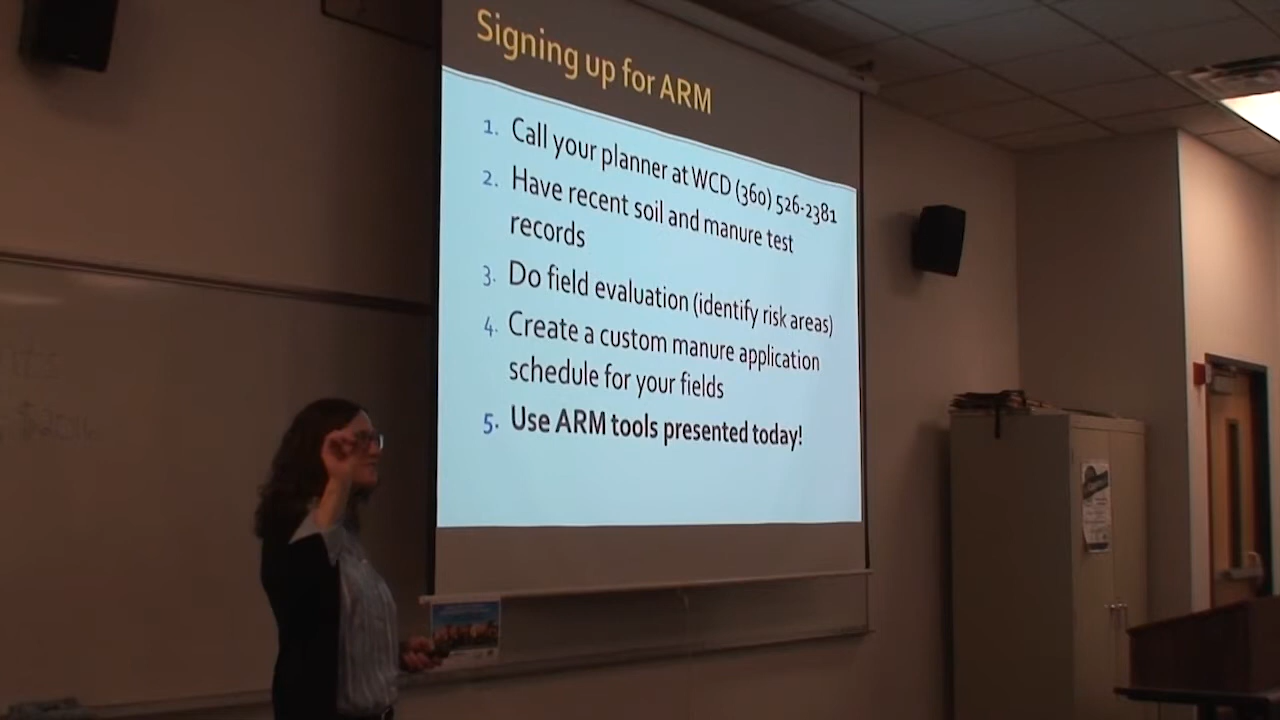 Signing up for ARM
1. Call your planner at WCD (360) 526-2381
2. Have recent soil and manure test
records
3. Do field evaluation (identify risk areas)
4. Create a custom manure application
schedule for your fields
5. Use ARM tools presented today!